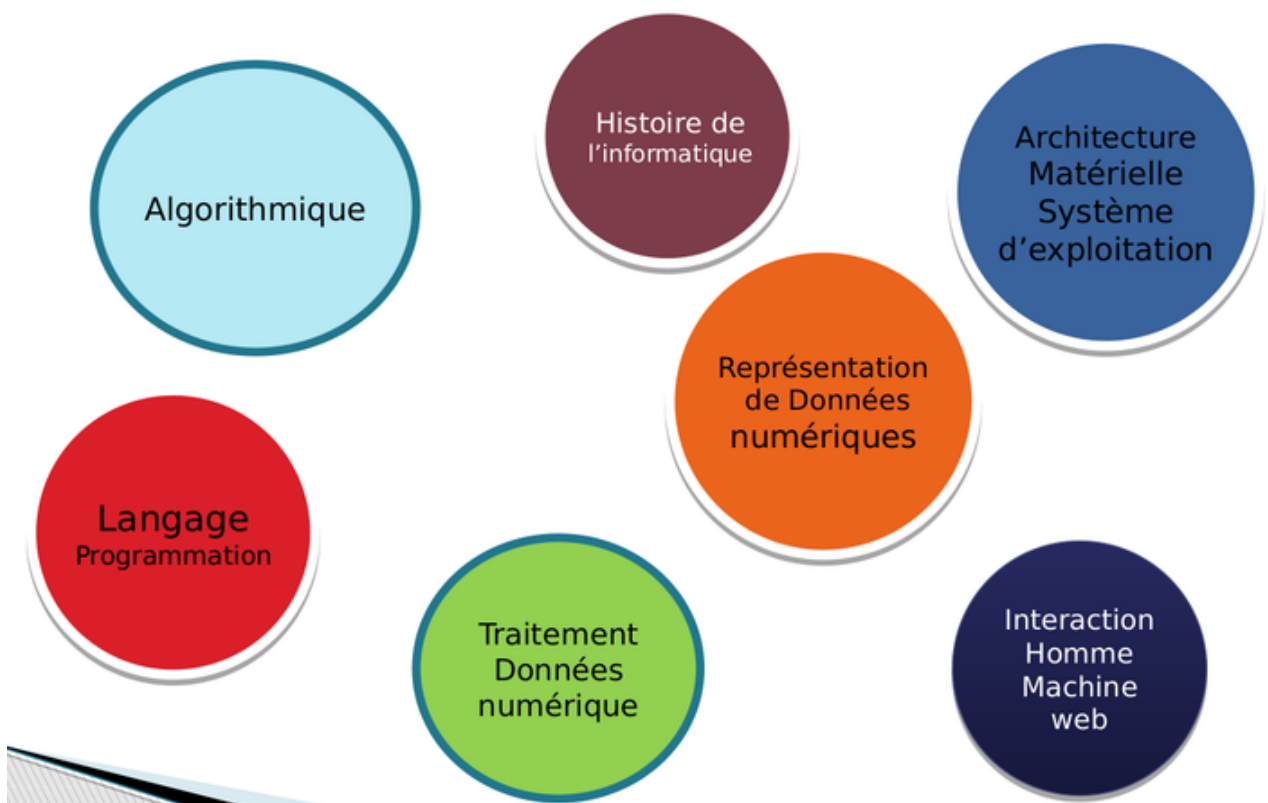 Histoire de
l’informatique
Architecture
Matérielle
Système
d’exploitation
Algorithmique
Représentation
de Données
numériques
Langage
Programmation
Traitement
Données
numérique
Interaction
Homme
Machine
web